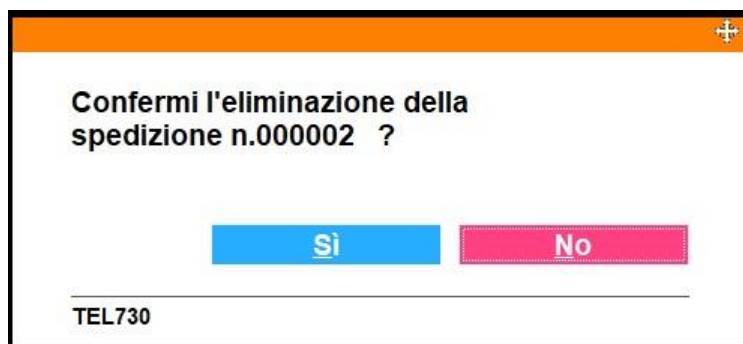 Confermi l'eliminazione della
spedizione n.000002   ?
Sì No
TEL730